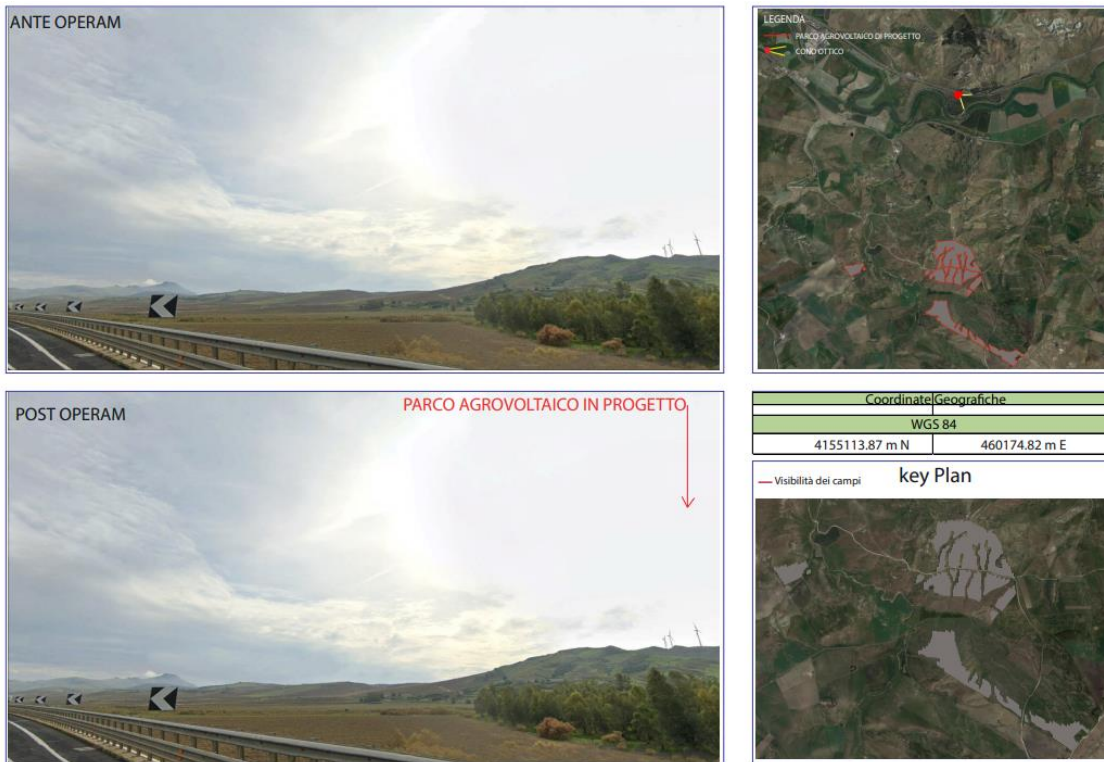 ANTE OPERAM
LEGENDA
PARCO AGROVOLTAICO DI PROGETTO
CONO OTTICO
POST OPERAM
PARCO AGROVOLTAICO IN PROGETTO
Coordinate Geografiche
WGS 84
4155113.87 m N 460174.82 m E
Visibilità dei campi
key Plan